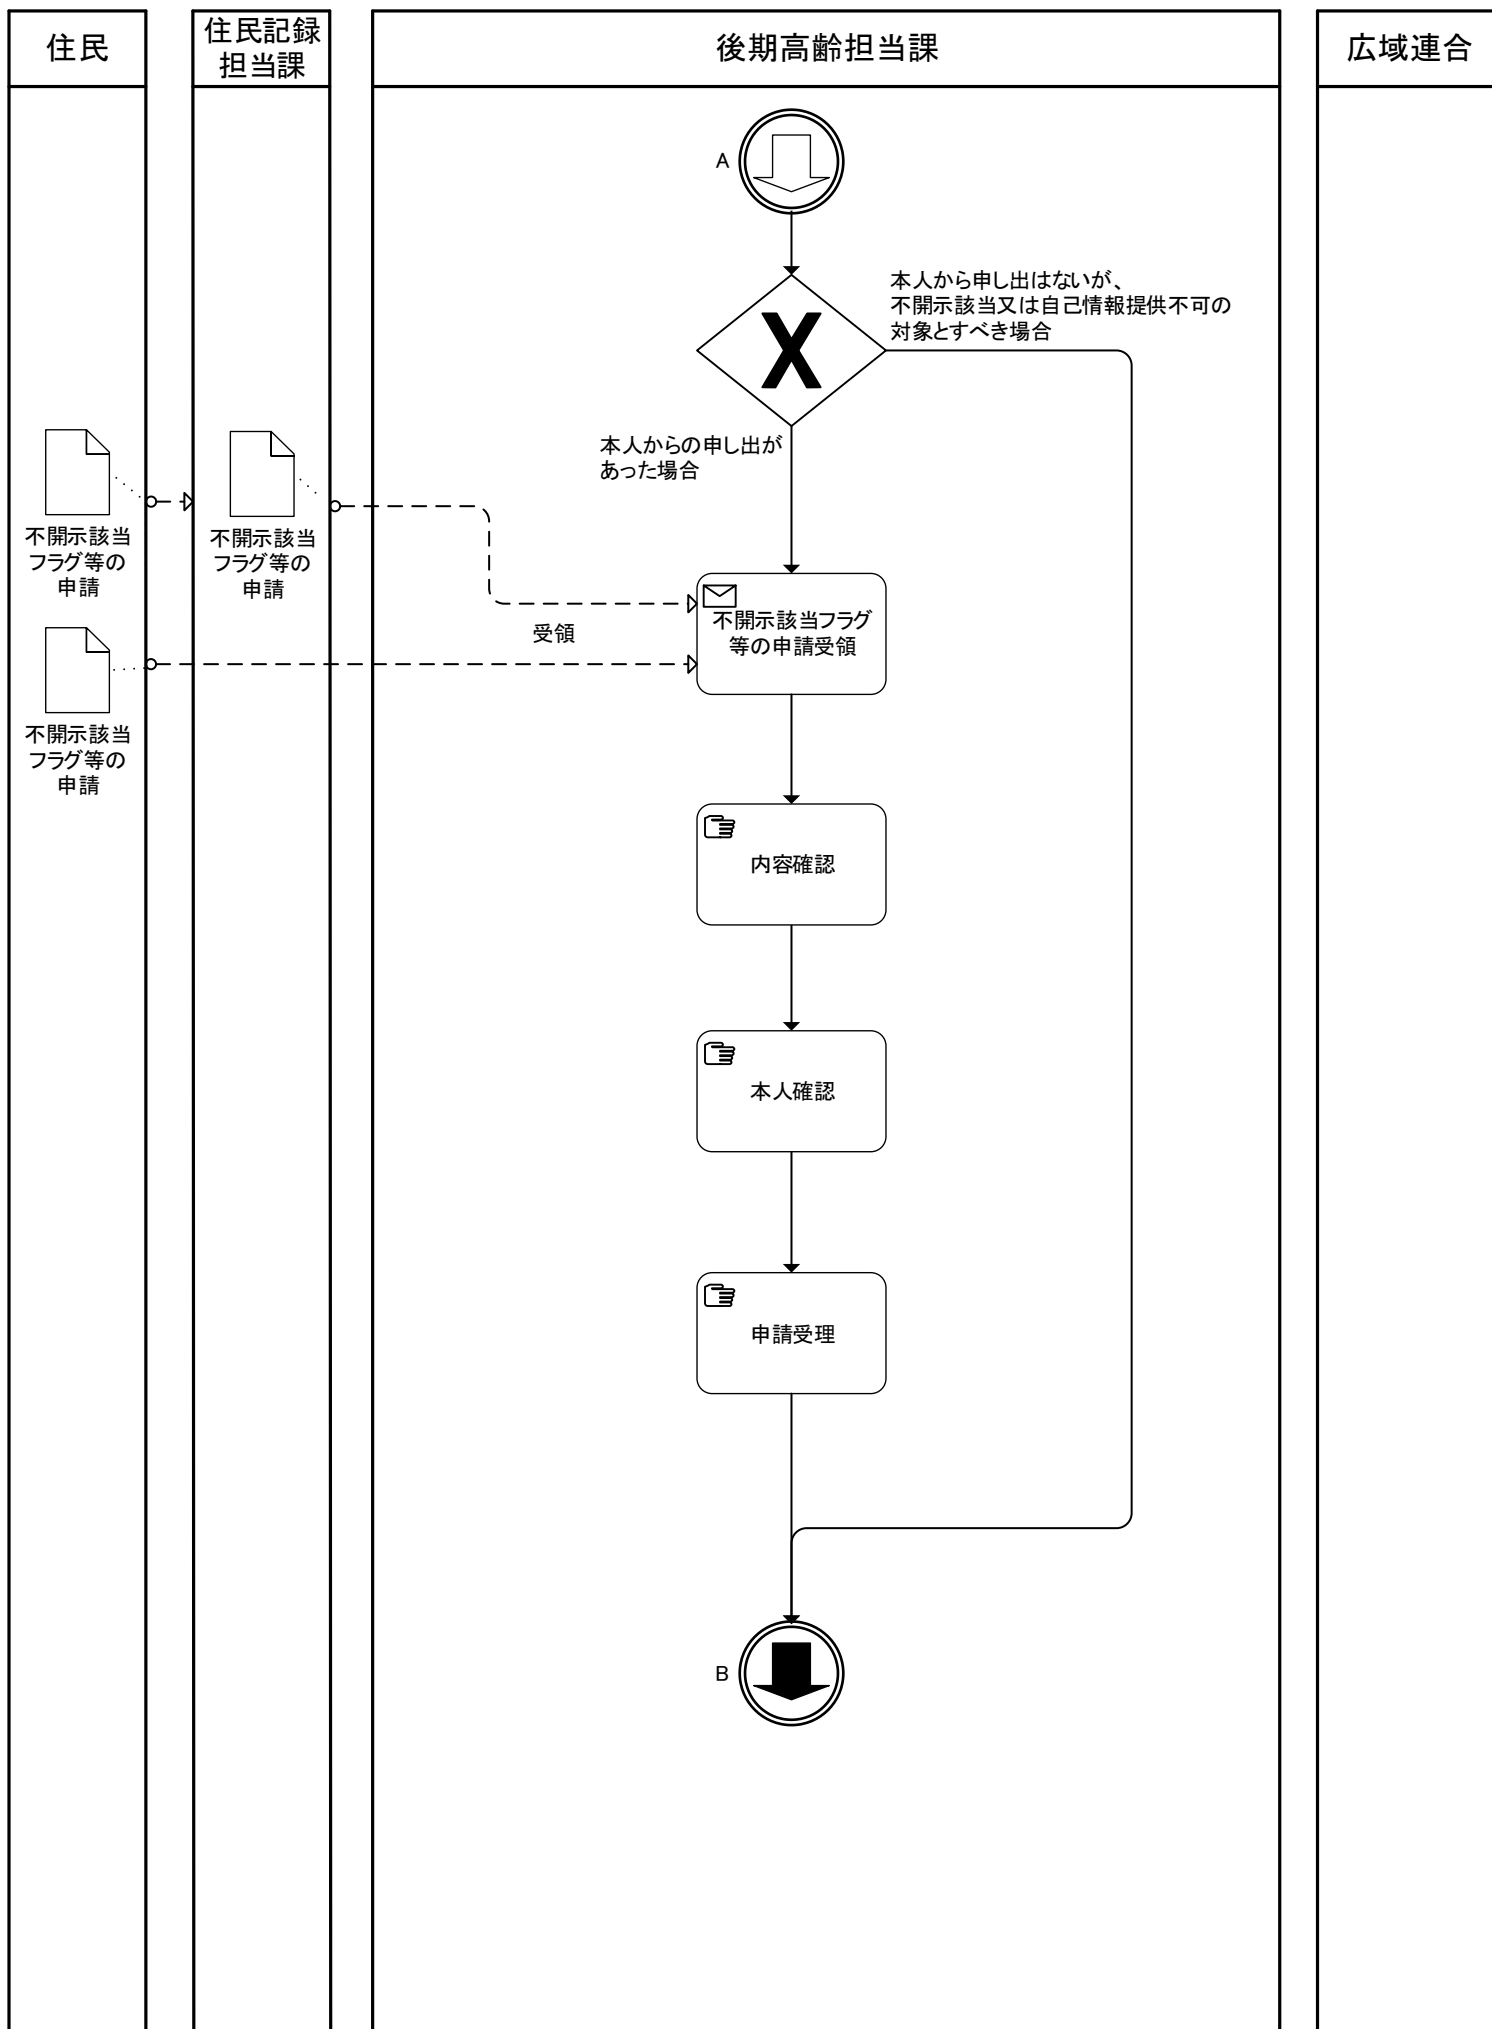 住民
住民記録
担当課
後期高齢担当課
広域連合
A
本人から申し出はないが、
不開示該当又は自己情報提供不可の
対象とすべき場合
X
本人からの申し出が
あった場合
不開示該当
フラグ等の
申請
不開示該当
フラグ等の
申請
不開示該当フラグ
等の申請受領
受領
不開示該当
フラグ等の
申請
内容確認
本人確認
申請受理
B